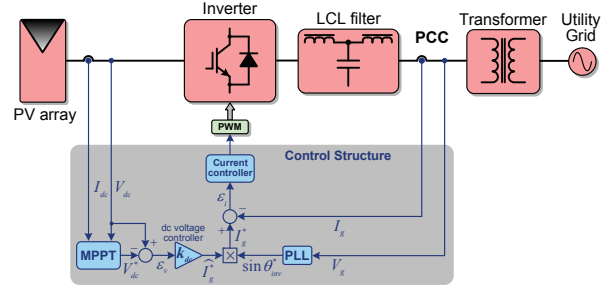 Inverter
LCL filter
PCC
Transformer
Utility
Grid
PV array
PWM
Control Structure
Current
controller
I_dc
V_dc
ε_i
−
+
I_g^*
I_g
dc voltage
controller
MPPT
−
+
V_dc^*
ε_v
k_dc
Î_g^*
×
sin θ_inv^*
PLL
V_g